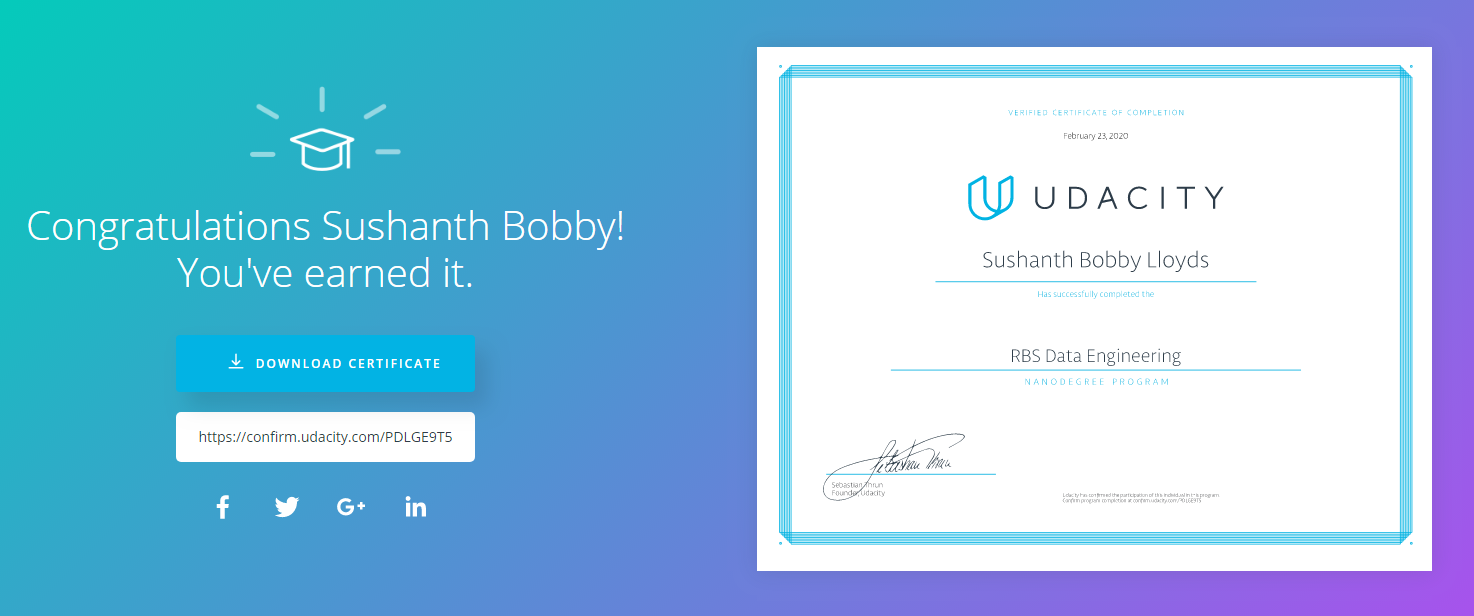 Congratulations Sushanth Bobby!
You've earned it.
DOWNLOAD CERTIFICATE
https://confirm.udacity.com/PDLGE9T5
VERIFIED CERTIFICATE OF COMPLETION
February 23, 2020
UDACITY
Sushanth Bobby Lloyds
Has successfully completed the
RBS Data Engineering
NANODEGREE PROGRAM
Sebastian Thrun
Sebastian Thrun
Founder, Udacity
Udacity has confirmed the participation of this individual in this program.
Confirm program completion at confirm.udacity.com/PDLGE9T5